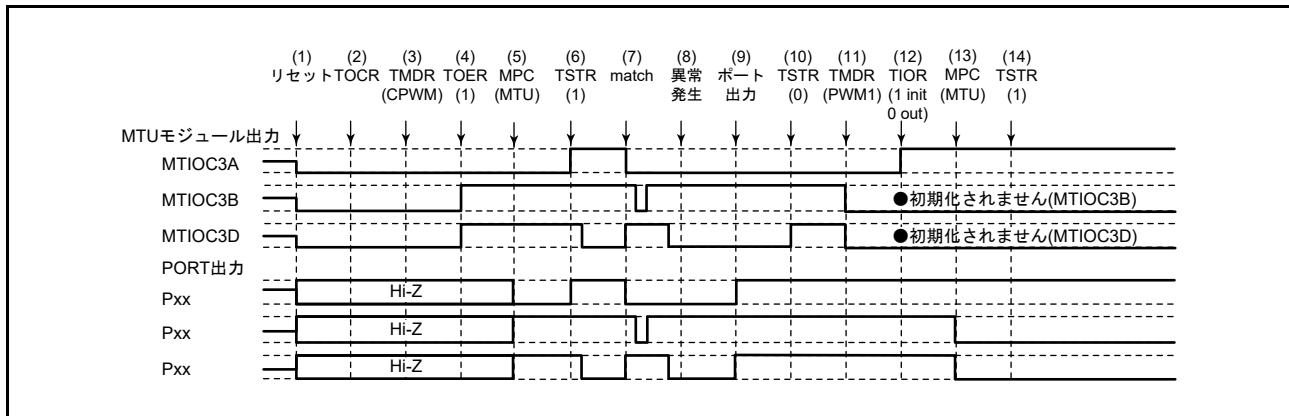 (1) (2) (3) (4) (5) (6) (7) (8) (9) (10) (11) (12) (13) (14)
リセット TOCR TMDR TOER MPC TSTR match 異常 ポート TSTR TMDR TIOR MPC TSTR
(CPWM) (1) (MTU) (1) 発生 出力 (0) (PWM1) (1 init (MTU) (1)
0 out)
MTUモジュール出力
MTIOC3A
MTIOC3B ●初期化されません(MTIOC3B)
MTIOC3D ●初期化されません(MTIOC3D)
PORT出力
Pxx Hi-Z
Pxx Hi-Z
Pxx Hi-Z